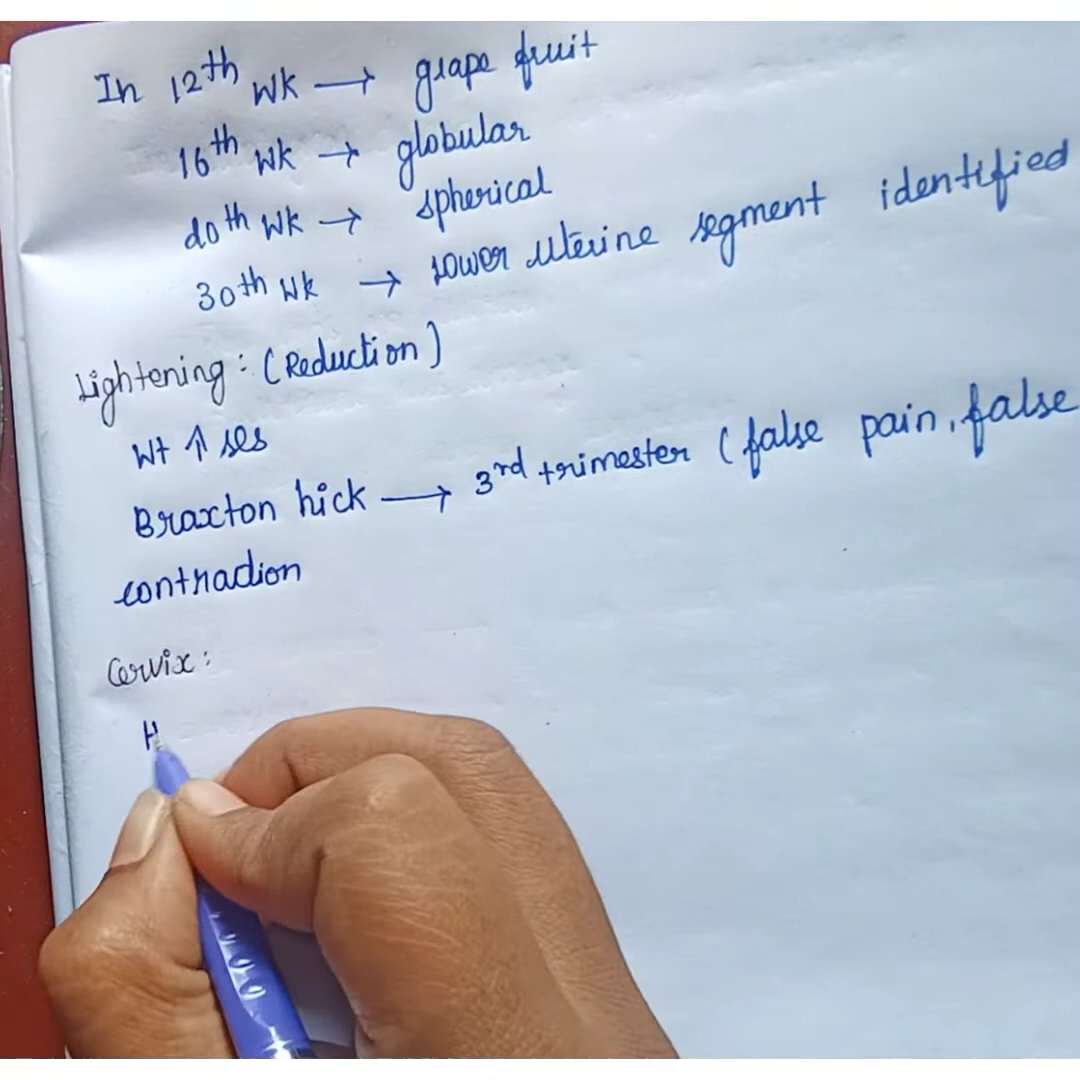 In 12th wk → grape fruit
16th wk → globular
20th wk → spherical
30th wk → Lower uterine segment identified
Lightening: (Reduction)
Wt ↑ses
Braxton hick → 3rd trimester (false pain, false
contraction
Cervix:
H